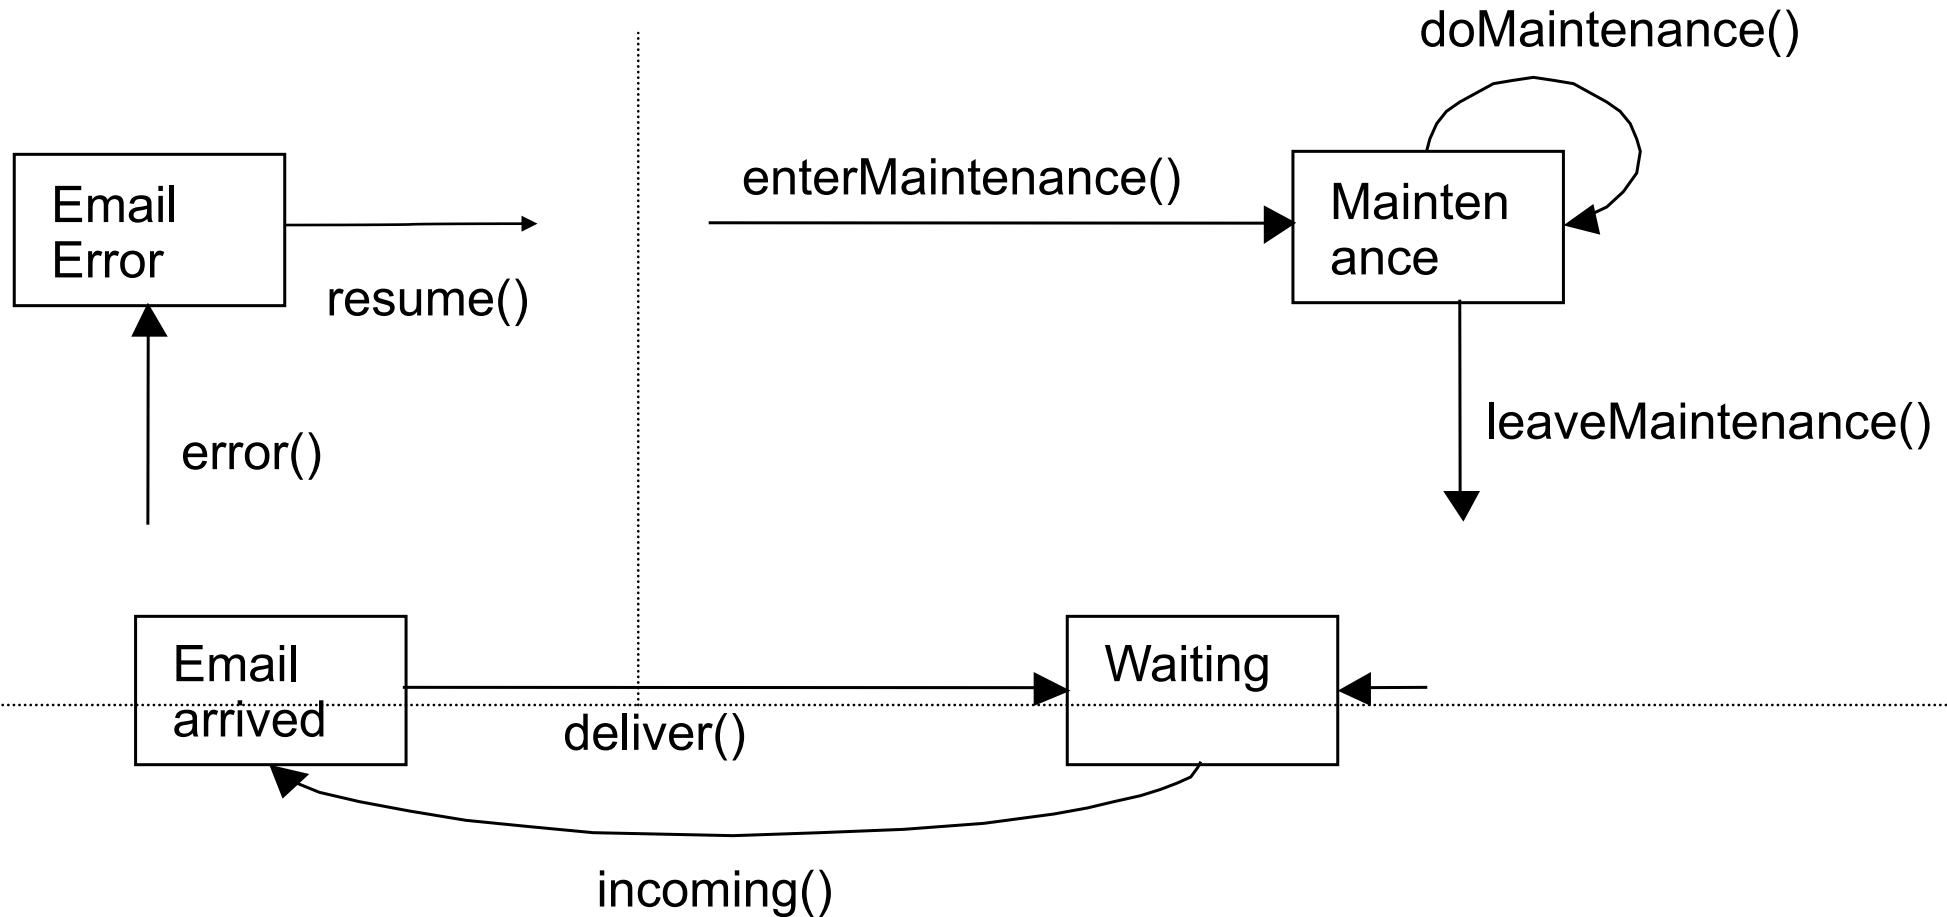 doMaintenance()
Email
Error
resume()
enterMaintenance()
Mainten
ance
error()
leaveMaintenance()
Email
arrived
deliver()
Waiting
incoming()